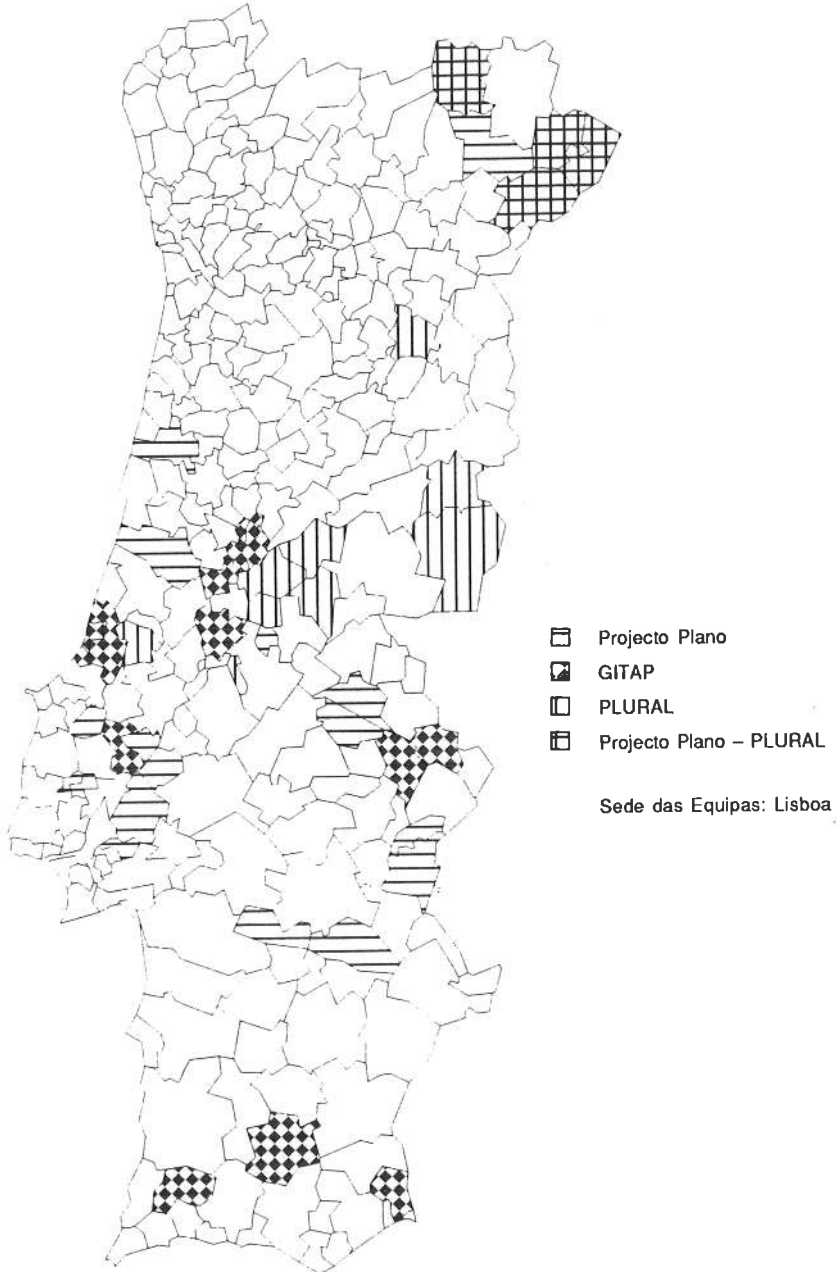 Projecto Plano
GITAP
PLURAL
Projecto Plano – PLURAL
Sede das Equipas: Lisboa